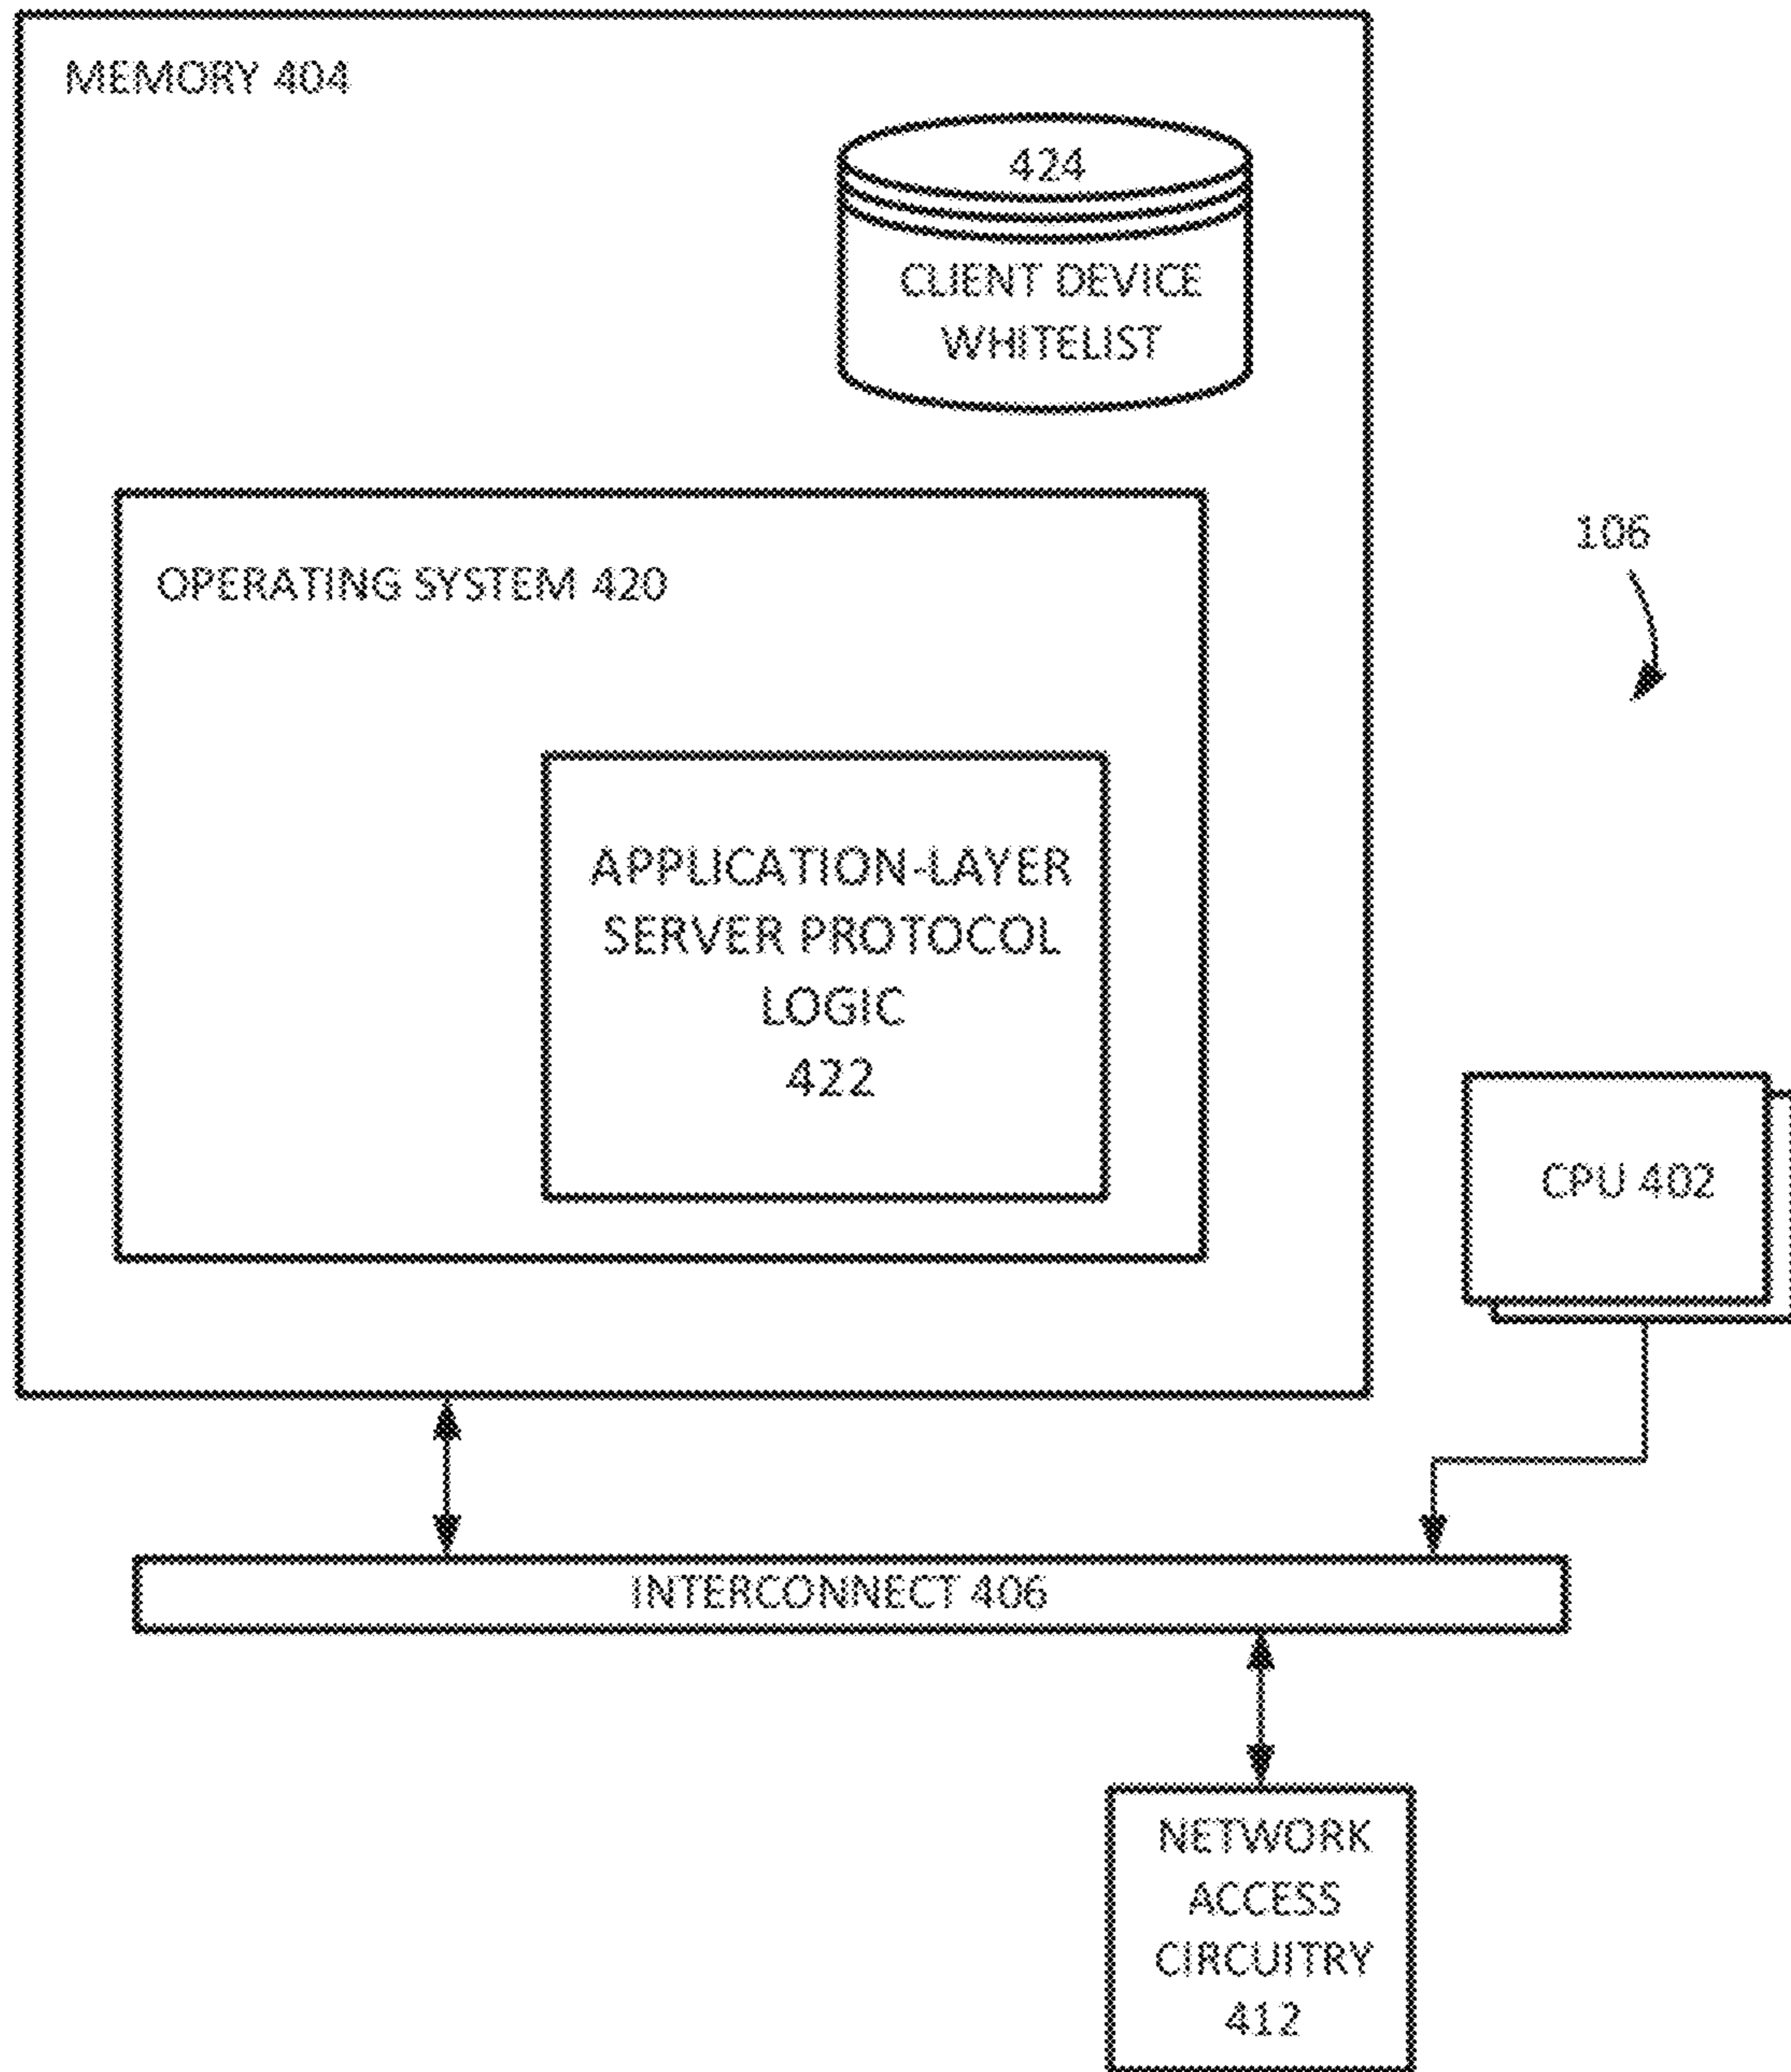 MEMORY 404
424
CLIENT DEVICE
WHITELIST
OPERATING SYSTEM 420
106
APPLICATION-LAYER
SERVER PROTOCOL
LOGIC
422
CPU 402
INTERCONNECT 406
NETWORK
ACCESS
CIRCUITRY
412